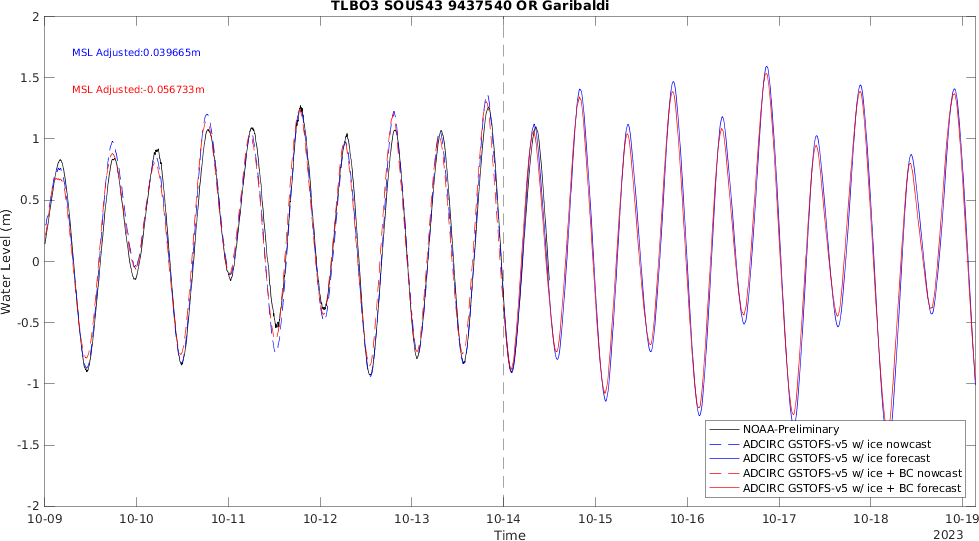 TLBO3 SOUS43 9437540 OR Garibaldi
2
1.5
1
0.5
0
-0.5
-1
-1.5
-2
Water Level (m)
MSL Adjusted:0.039665m
MSL Adjusted:-0.056733m
NOAA-Preliminary
ADCIRC GSTOFS-v5 w/ ice nowcast
ADCIRC GSTOFS-v5 w/ ice forecast
ADCIRC GSTOFS-v5 w/ ice + BC nowcast
ADCIRC GSTOFS-v5 w/ ice + BC forecast
10-09 10-10 10-11 10-12 10-13 10-14 10-15 10-16 10-17 10-18 10-19
Time
2023